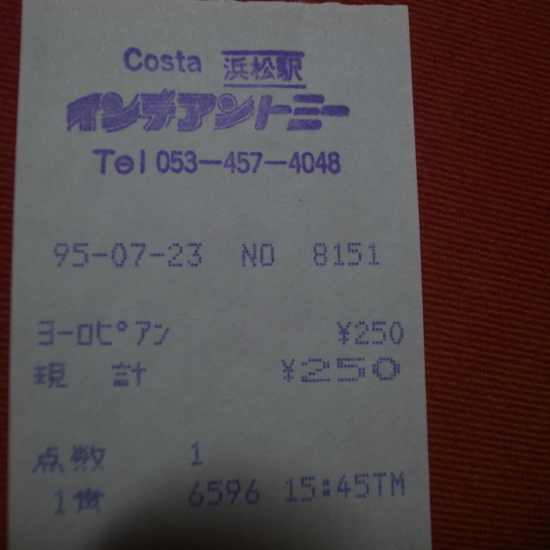 Costa 浜松駅
インデアントミー
Tel 053-457-4048
95-07-23 NO 8151
ヨーロピアン ¥250
現 計 ¥250
点数 1
1責 6596 15:45TM